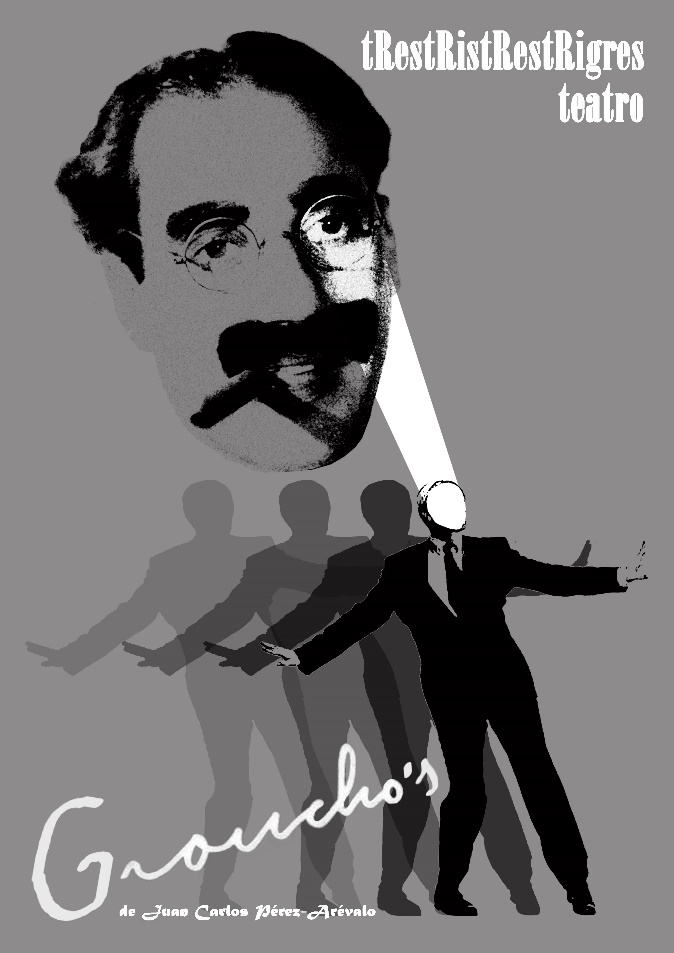 tRestRistRestRigres
teatro
Groucho's
de Juan Carlos Pérez-Arévalo